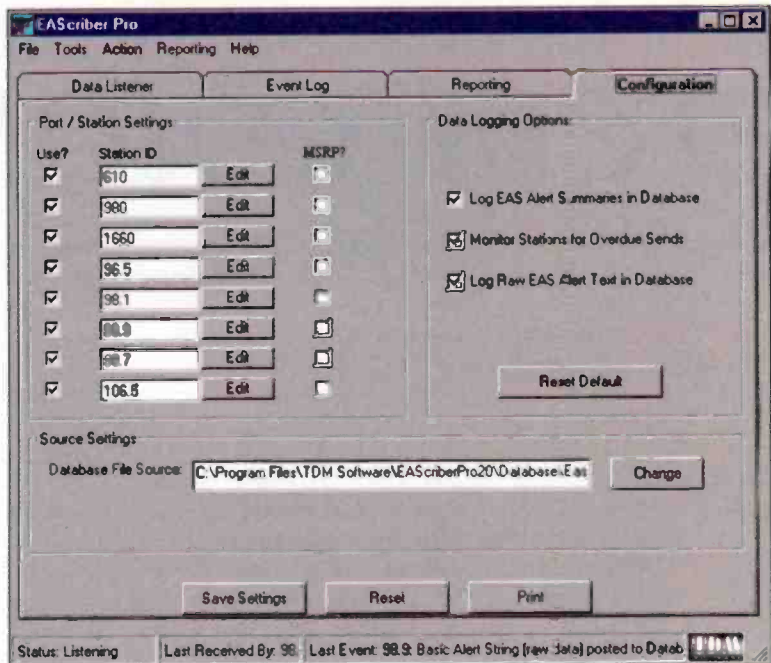 EAScriber Pro
File Tools Action Reporting Help
Data Listener Event Log Reporting Configuration
Port / Station Settings
Data Logging Options:
Use? Station ID MSRP?
610 Edit
980 Edit
1660 Edit
96.5 Edit
98.1 Edit
Edit
Edit
106.5 Edit
Log EAS Alert Summaries in Database
Monitor Stations for Overdue Sends
Log Raw EAS Alert Text in Database
Reset Default
Source Settings
Database File Source: C:\Program Files\TDM Software\EAScriberPro20\Database\Eas Change
Save Settings Reset Print
Status: Listening Last Received By: 98. Last Event: 98.9: Basic Alert String [raw data] posted to Datab TDM